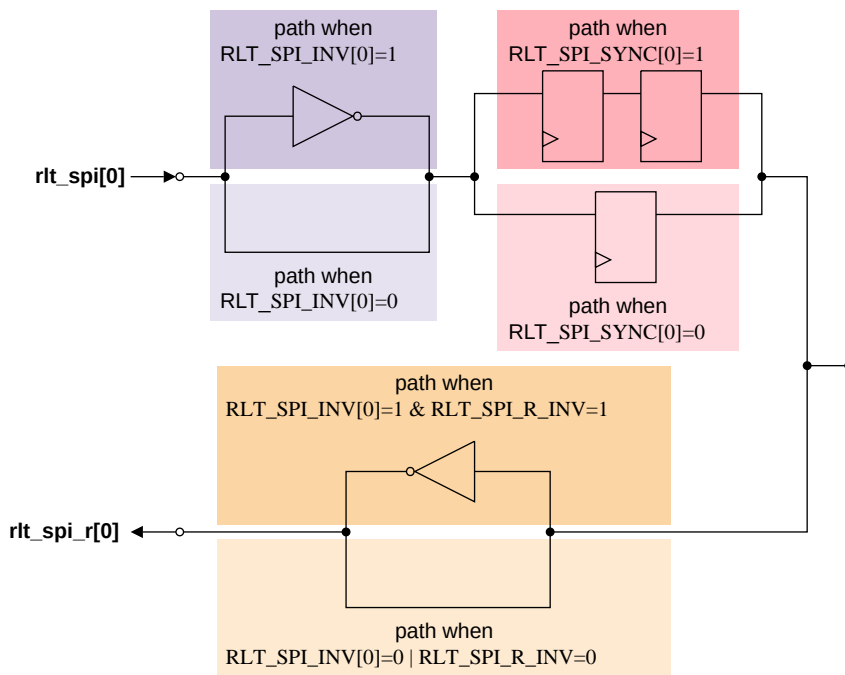 path when
RLT_SPI_INV[0]=1
path when
RLT_SPI_SYNC[0]=1
rlt_spi[0]
path when
RLT_SPI_INV[0]=0
path when
RLT_SPI_SYNC[0]=0
path when
RLT_SPI_INV[0]=1 & RLT_SPI_R_INV=1
rlt_spi_r[0]
path when
RLT_SPI_INV[0]=0 | RLT_SPI_R_INV=0